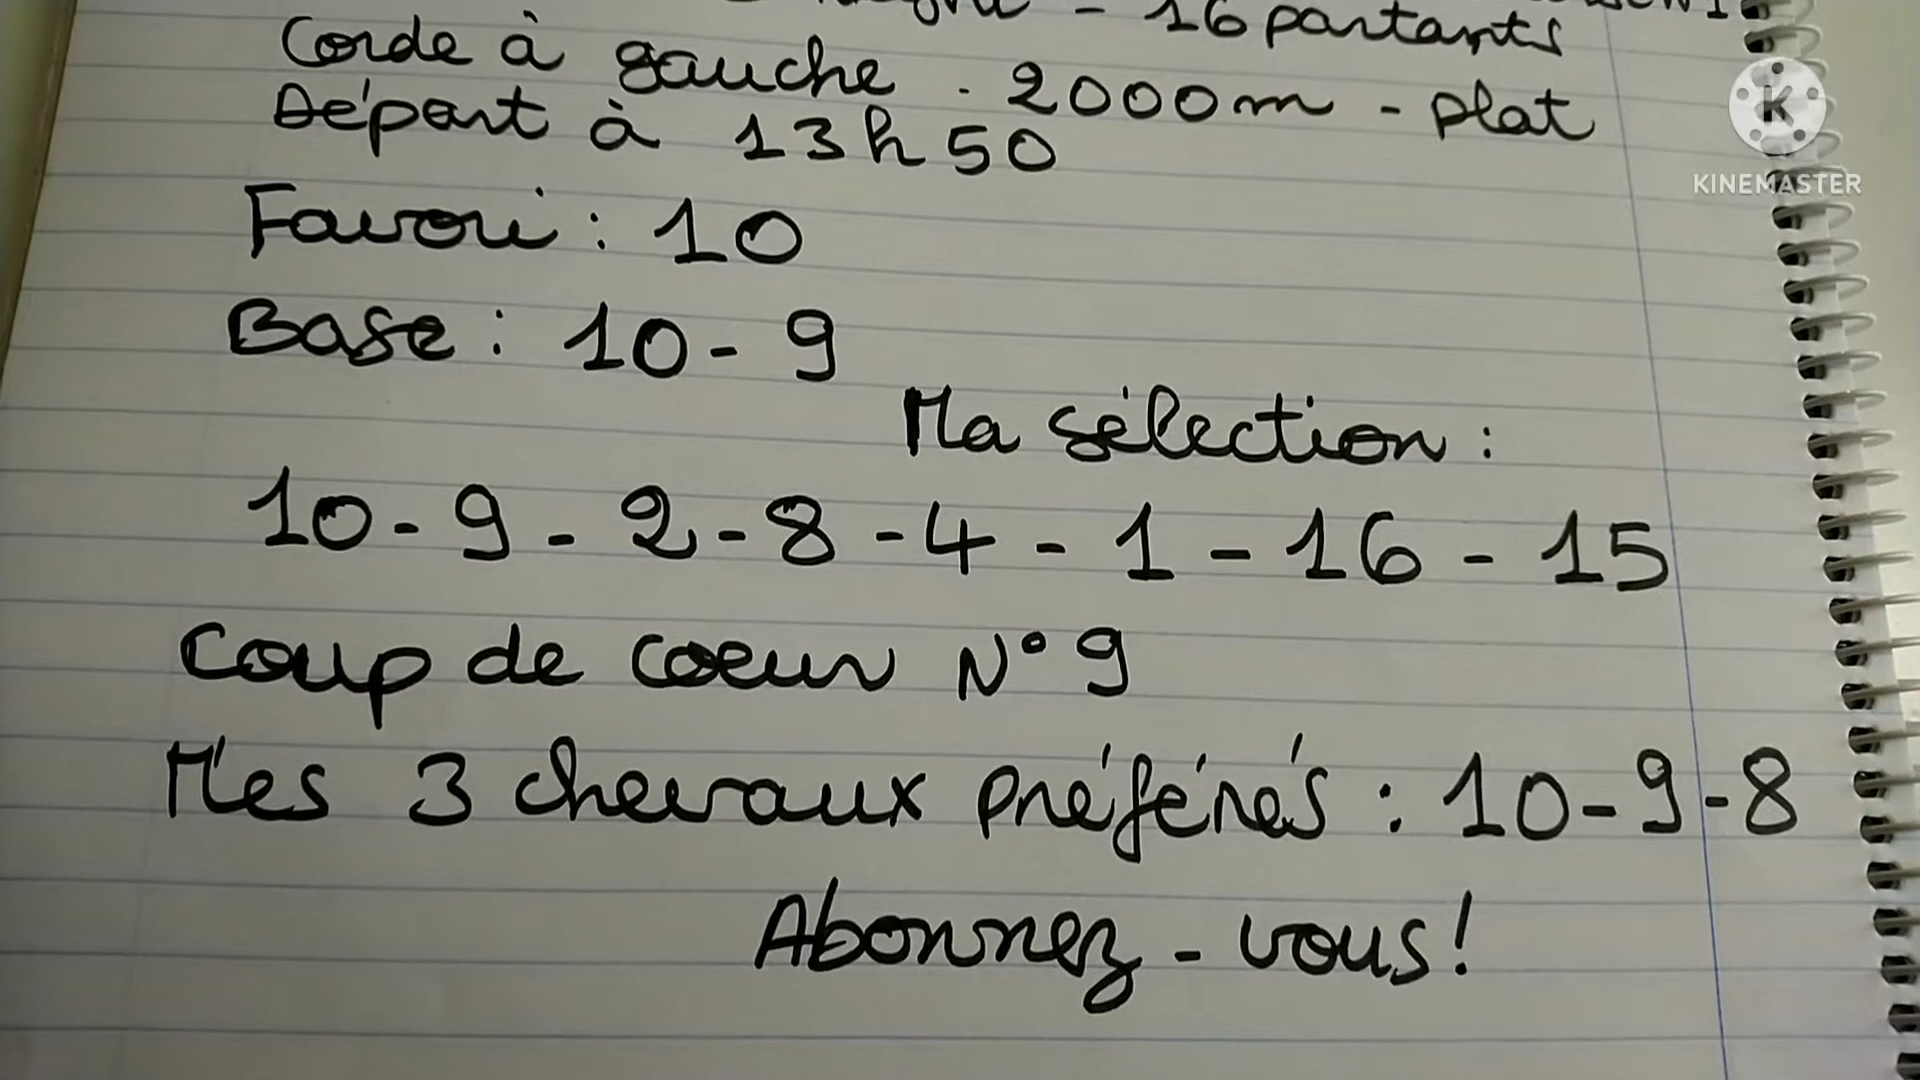 - 16 partants
Corde à gauche . 2000m - plat
Départ à 13h50
Favori : 10
Base : 10 - 9
Ma sélection :
10 - 9 - 2 - 8 - 4 - 1 - 16 - 15
Coup de coeur N° 9
Mes 3 chevaux préférés : 10 - 9 - 8
Abonnez - vous !
K
KINEMASTER